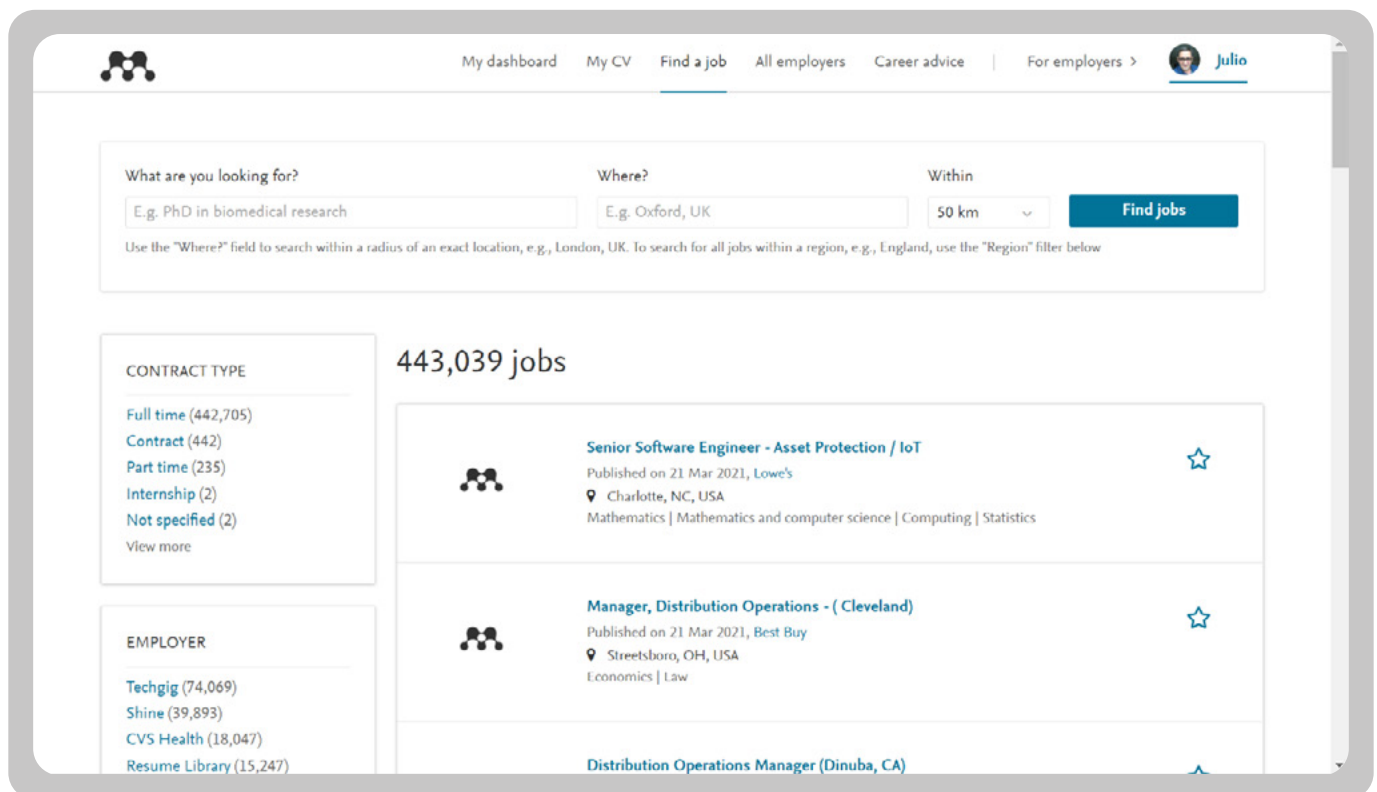 My dashboard My CV Find a job All employers Career advice | For employers > Julio
What are you looking for? Where? Within
E.g. PhD in biomedical research E.g. Oxford, UK 50 km Find jobs
Use the "Where?" field to search within a radius of an exact location, e.g., London, UK. To search for all jobs within a region, e.g., England, use the "Region" filter below
CONTRACT TYPE
Full time (442,705)
Contract (442)
Part time (235)
Internship (2)
Not specified (2)
View more
EMPLOYER
Techgig (74,069)
Shine (39,893)
CVS Health (18,047)
Resume Library (15,247)
443,039 jobs
Senior Software Engineer - Asset Protection / IoT
Published on 21 Mar 2021, Lowe's
Charlotte, NC, USA
Mathematics | Mathematics and computer science | Computing | Statistics
Manager, Distribution Operations - ( Cleveland)
Published on 21 Mar 2021, Best Buy
Streetsboro, OH, USA
Economics | Law
Distribution Operations Manager (Dinuba, CA)